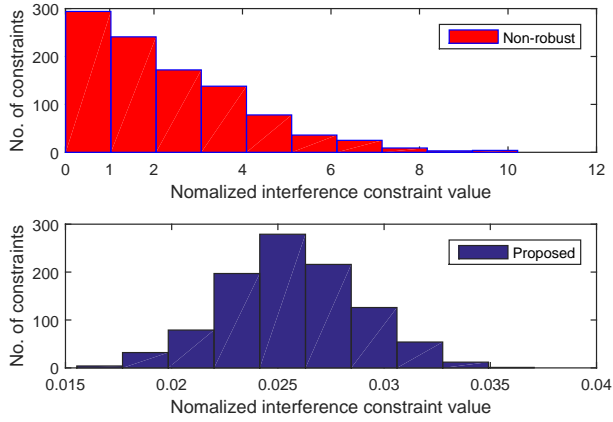 300
200
100
0
No. of constraints
Non-robust
0 1 2 4 6 8 10 12
Nomalized interference constraint value
300
200
100
0
No. of constraints
Proposed
0.015 0.02 0.025 0.03 0.035 0.04
Nomalized interference constraint value